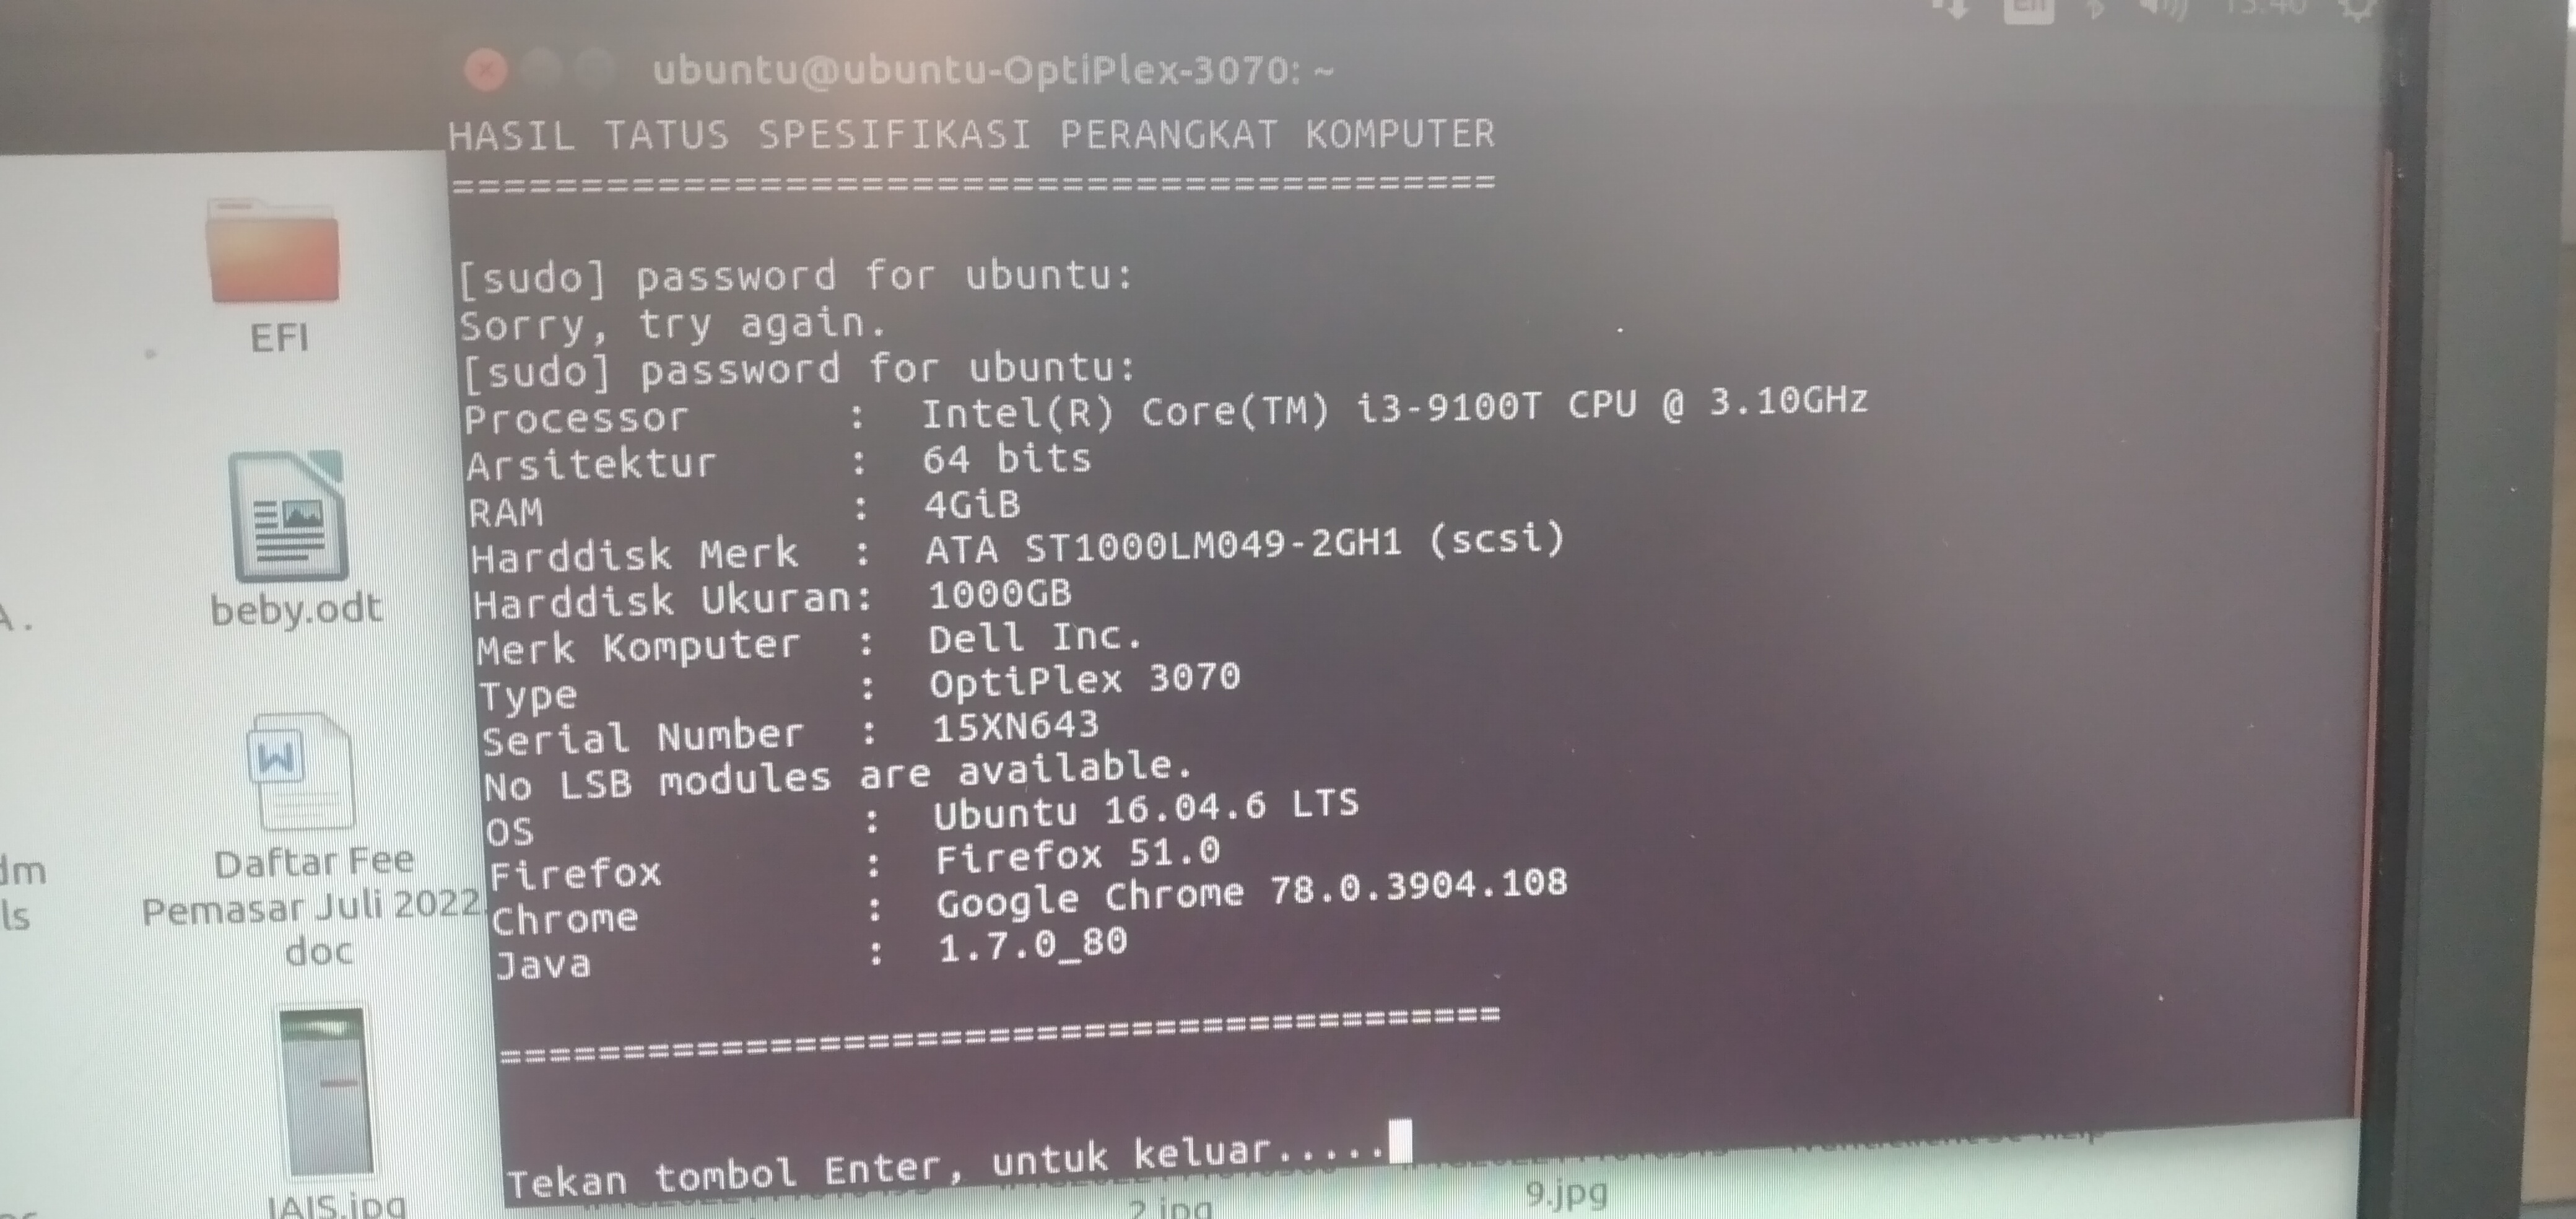 ubuntu@ubuntu-OptiPlex-3070: ~
HASIL TATUS SPESIFIKASI PERANGKAT KOMPUTER
==========================================
[sudo] password for ubuntu:
Sorry, try again.
[sudo] password for ubuntu:
Processor : Intel(R) Core(TM) i3-9100T CPU @ 3.10GHz
Arsitektur : 64 bits
RAM : 4GiB
Harddisk Merk : ATA ST1000LM049-2GH1 (scsi)
Harddisk Ukuran: 1000GB
Merk Komputer : Dell Inc.
Type : OptiPlex 3070
Serial Number : 15XN643
No LSB modules are available.
OS : Ubuntu 16.04.6 LTS
Firefox : Firefox 51.0
Chrome : Google Chrome 78.0.3904.108
Java : 1.7.0_80
==========================================
Tekan tombol Enter, untuk keluar.....
EFI
beby.odt
Daftar Fee
Pemasar Juli 2022.
doc
IAIS.jpg
2.jpg
9.jpg